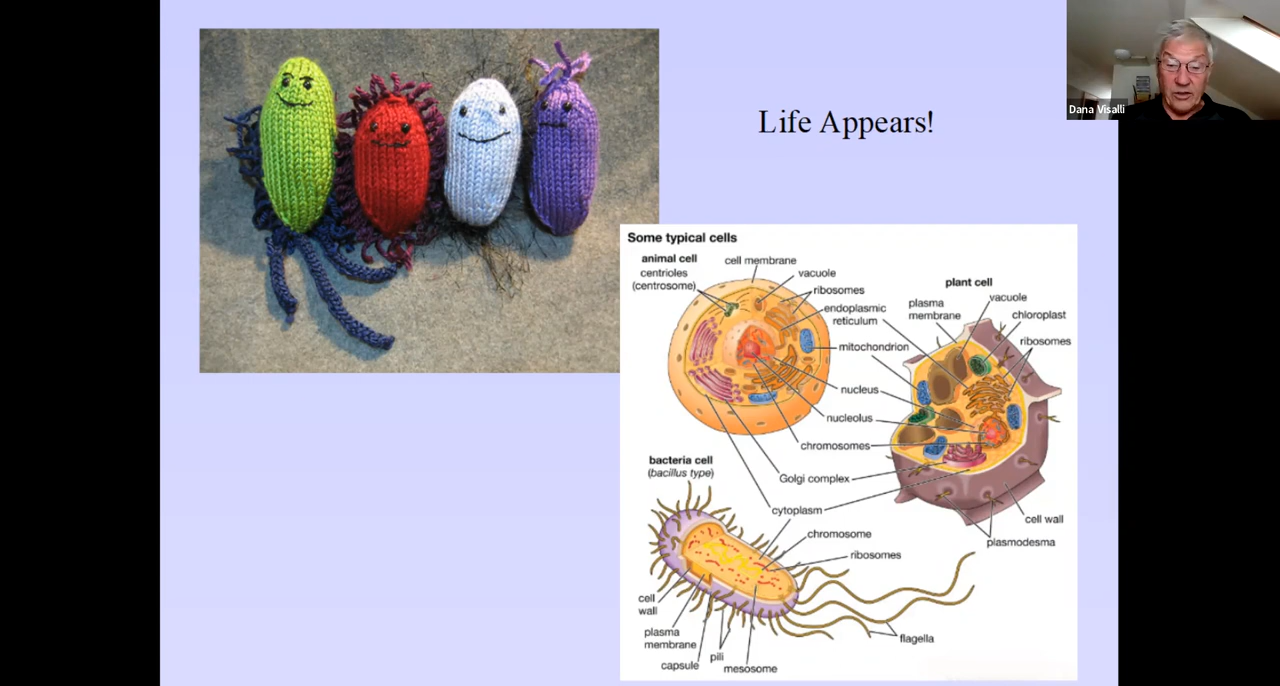 Life Appears!
Dana Visalli
Some typical cells
animal cell
centrioles
(centrosome)
cell membrane
vacuole
ribosomes
endoplasmic
reticulum
mitochondrion
nucleus
nucleolus
chromosomes
Golgi complex
cytoplasm
plant cell
plasma
membrane
vacuole
chloroplast
ribosomes
cell wall
plasmodesma
bacteria cell
(bacillus type)
chromosome
ribosomes
cell
wall
plasma
membrane
capsule
pili
mesosome
flagella